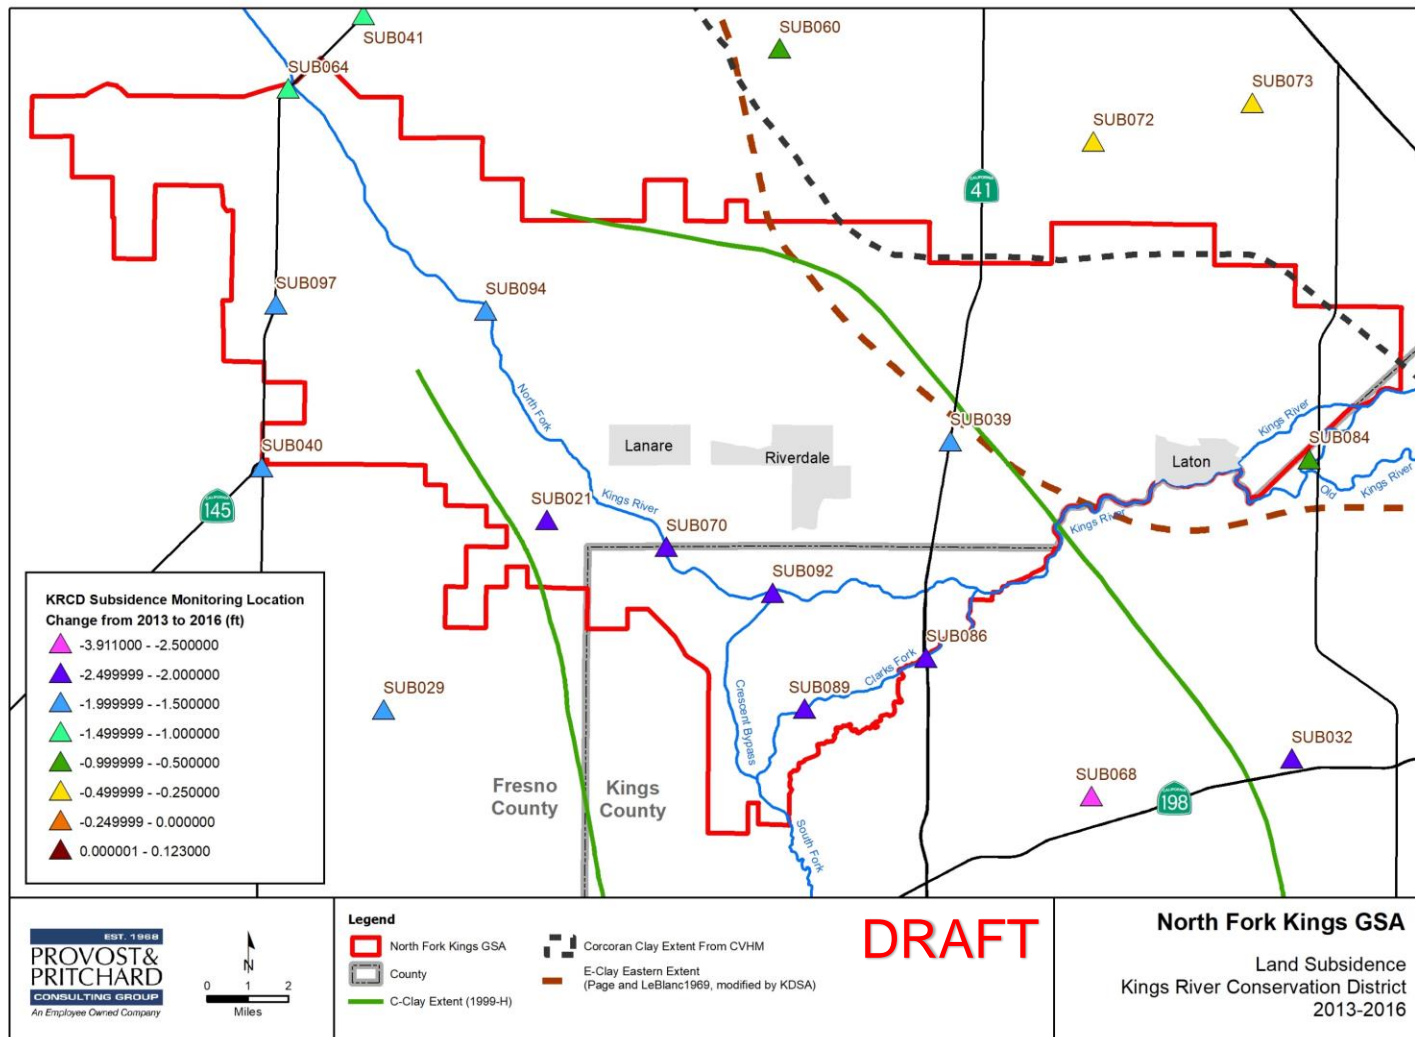 SUB041
SUB060
SUB064
SUB073
SUB072
CALIFORNIA
41
SUB097
SUB094
North Fork
Kings River
SUB039
Kings River
SUB084
Lanare
Riverdale
Laton
SUB040
Kings River
Old
145
SUB021
Kings River
SUB070
Kings River
SUB092
SUB086
Clarks Fork
SUB029
SUB089
Crescent Bypass
SUB032
SUB068
CALIFORNIA
198
Fresno
County
Kings
County
South Fork
KRCD Subsidence Monitoring Location
Change from 2013 to 2016 (ft)
-3.911000 - -2.500000
-2.499999 - -2.000000
-1.999999 - -1.500000
-1.499999 - -1.000000
-0.999999 - -0.500000
-0.499999 - -0.250000
-0.249999 - 0.000000
0.000001 - 0.123000
EST. 1968
PROVOST&
PRITCHARD
CONSULTING GROUP
An Employee Owned Company
N
0 1 2
Miles
Legend
North Fork Kings GSA
County
C-Clay Extent (1999-H)
Corcoran Clay Extent From CVHM
E-Clay Eastern Extent
(Page and LeBlanc1969, modified by KDSA)
DRAFT
North Fork Kings GSA
Land Subsidence
Kings River Conservation District
2013-2016